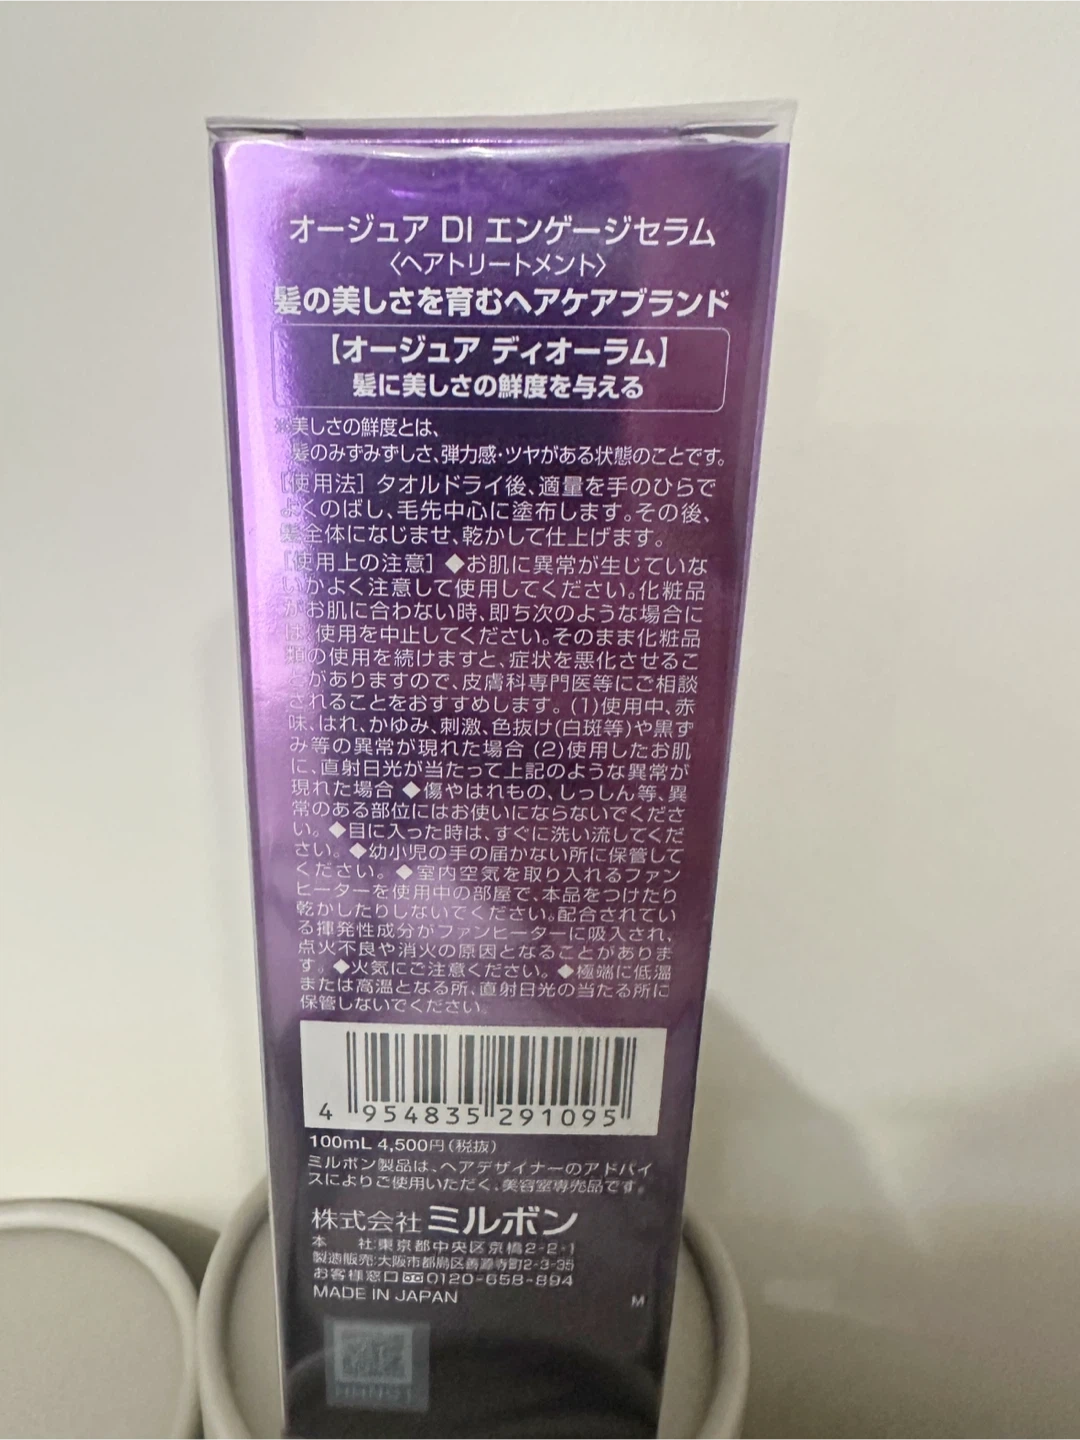 オージュア DI エンゲージセラム
〈ヘアトリートメント〉
髪の美しさを育むヘアケアブランド
【オージュア ディオーラム】
髪に美しさの鮮度を与える
※美しさの鮮度とは、
髪のみずみずしさ、弾力感・ツヤがある状態のことです。
[使用法] タオルドライ後、適量を手のひらで
よくのばし、毛先中心に塗布します。その後、
髪全体になじませ、乾かして仕上げます。
[使用上の注意] ◆お肌に異常が生じていな
いかよく注意して使用してください。化粧品
がお肌に合わない時、即ち次のような場合に
は、使用を中止してください。そのまま化粧品
類の使用を続けますと、症状を悪化させるこ
とがありますので、皮膚科専門医等にご相談
されることをおすすめします。(1)使用中、赤
味、はれ、かゆみ、刺激、色抜け(白斑等)や黒ず
み等の異常が現れた場合 (2)使用したお肌
に、直射日光が当たって上記のような異常が
現れた場合 ◆傷やはれもの、しっしん等、異
常のある部位にはお使いにならないでくださ
い。◆目に入った時は、すぐに洗い流してくだ
さい。◆幼小児の手の届かない所に保管して
ください。◆室内空気を取り入れるファン
ヒーターを使用中の部屋で、本品をつけたり
乾かしたりしないでください。配合されてい
る揮発性成分がファンヒーターに吸入され、
点火不良や消火の原因となることがありま
す。◆火気にご注意ください。◆極端に低温
または高温となる所、直射日光の当たる所に
保管しないでください。
4 954835 291095
100mL 4,500円(税抜)
ミルボン製品は、ヘアデザイナーのアドバイ
スによりご使用いただく、美容室専売品です。
株式会社 ミルボン
本 社:東京都中央区京橋2-2-1
製造販売:大阪市都島区善源寺町2-3-35
お客様窓口 0120-658-894
MADE IN JAPAN
M